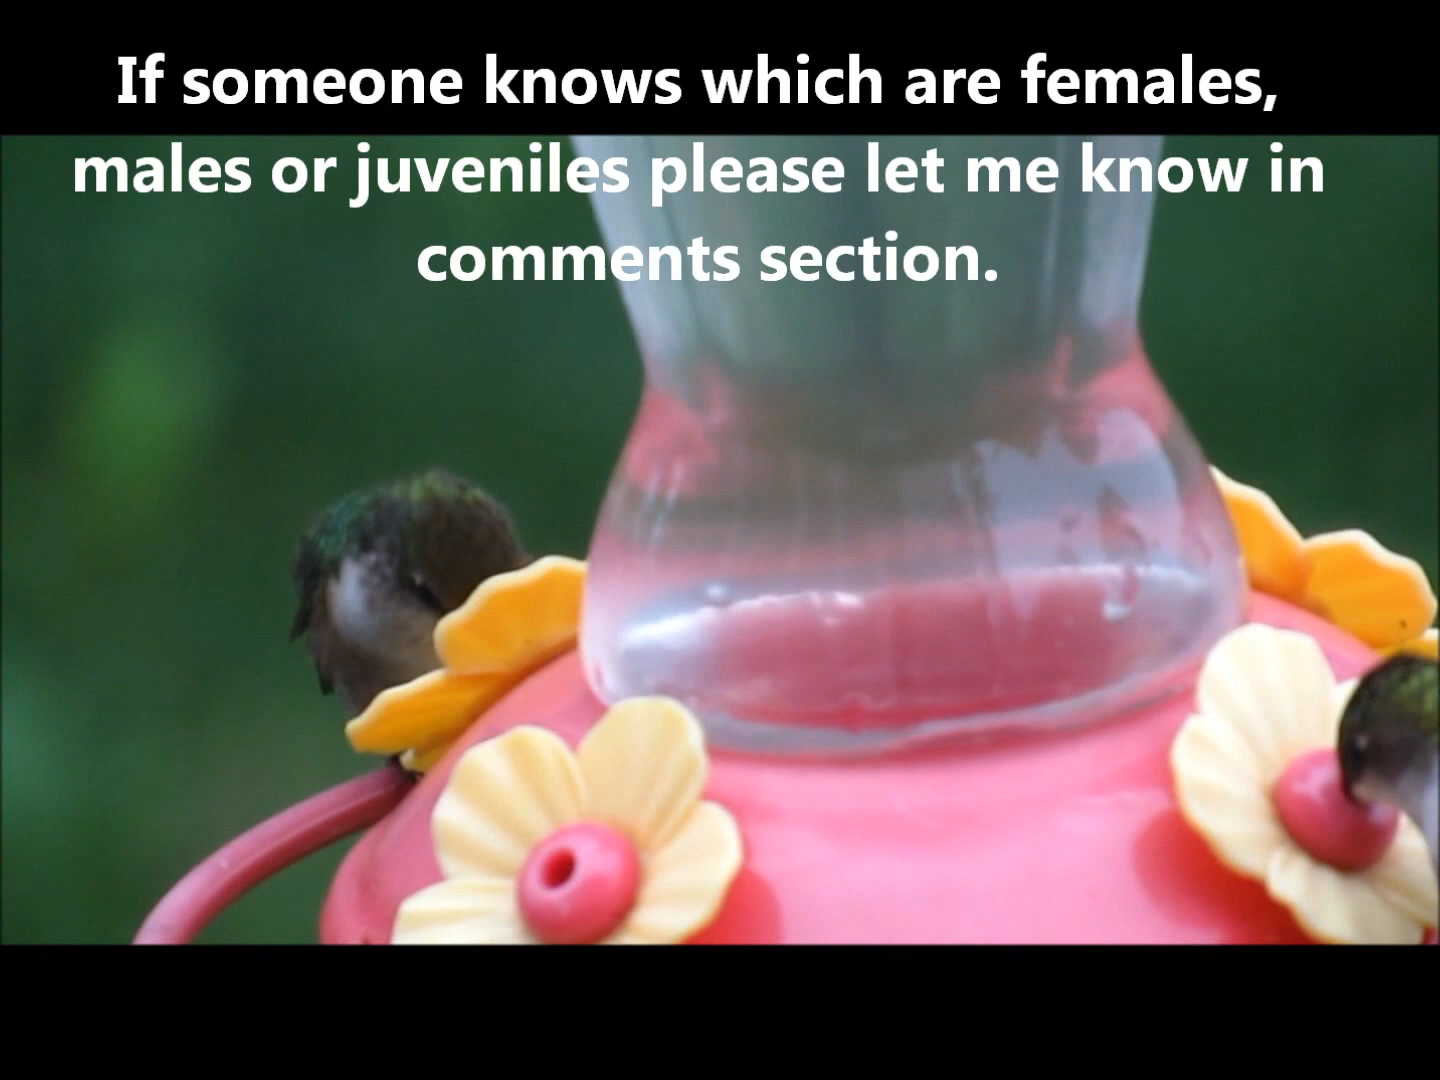 If someone knows which are females,
males or juveniles please let me know in
comments section.